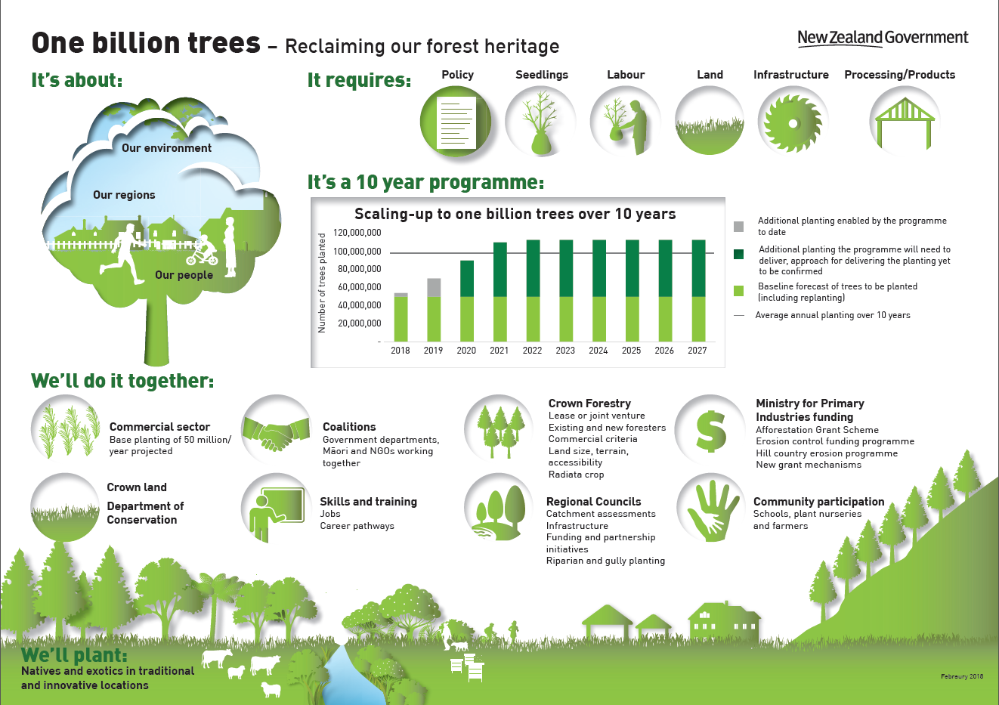 One billion trees – Reclaiming our forest heritage
New Zealand Government
It's about:
Our environment
Our regions
Our people
It requires:
Policy
Seedlings
Labour
Land
Infrastructure
Processing/Products
It's a 10 year programme:
Scaling-up to one billion trees over 10 years
Number of trees planted
120,000,000
100,000,000
80,000,000
60,000,000
40,000,000
20,000,000
-
2018 2019 2020 2021 2022 2023 2024 2025 2026 2027
Additional planting enabled by the programme
to date
Additional planting the programme will need to
deliver, approach for delivering the planting yet
to be confirmed
Baseline forecast of trees to be planted
(including replanting)
Average annual planting over 10 years
We'll do it together:
Commercial sector
Base planting of 50 million/
year projected
Coalitions
Government departments,
Māori and NGOs working
together
Crown Forestry
Lease or joint venture
Existing and new foresters
Commercial criteria
Land size, terrain,
accessibility
Radiata crop
Ministry for Primary
Industries funding
Afforestation Grant Scheme
Erosion control funding programme
Hill country erosion programme
New grant mechanisms
Crown land
Department of
Conservation
Skills and training
Jobs
Career pathways
Regional Councils
Catchment assessments
Infrastructure
Funding and partnership
initiatives
Riparian and gully planting
Community participation
Schools, plant nurseries
and farmers
We'll plant:
Natives and exotics in traditional
and innovative locations
Febraury 2018